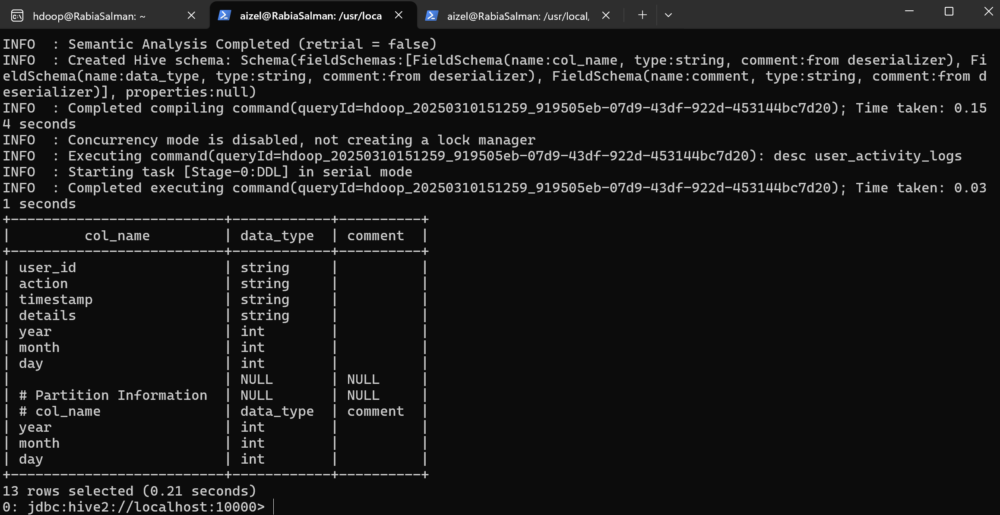 hdoop@RabiaSalman: ~
aizel@RabiaSalman: /usr/loca
aizel@RabiaSalman: /usr/local,
INFO  : Semantic Analysis Completed (retrial = false)
INFO  : Created Hive schema: Schema(fieldSchemas:[FieldSchema(name:col_name, type:string, comment:from deserializer), Fi
eldSchema(name:data_type, type:string, comment:from deserializer), FieldSchema(name:comment, type:string, comment:from d
eserializer)], properties:null)
INFO  : Completed compiling command(queryId=hdoop_20250310151259_919505eb-07d9-43df-922d-453144bc7d20); Time taken: 0.15
4 seconds
INFO  : Concurrency mode is disabled, not creating a lock manager
INFO  : Executing command(queryId=hdoop_20250310151259_919505eb-07d9-43df-922d-453144bc7d20): desc user_activity_logs
INFO  : Starting task [Stage-0:DDL] in serial mode
INFO  : Completed executing command(queryId=hdoop_20250310151259_919505eb-07d9-43df-922d-453144bc7d20); Time taken: 0.03
1 seconds
+--------------------------+------------+----------+
|         col_name         | data_type  | comment  |
+--------------------------+------------+----------+
| user_id                  | string     |          |
| action                   | string     |          |
| timestamp                | string     |          |
| details                  | string     |          |
| year                     | int        |          |
| month                    | int        |          |
| day                      | int        |          |
|                          | NULL       | NULL     |
| # Partition Information  | NULL       | NULL     |
| # col_name               | data_type  | comment  |
| year                     | int        |          |
| month                    | int        |          |
| day                      | int        |          |
+--------------------------+------------+----------+
13 rows selected (0.21 seconds)
0: jdbc:hive2://localhost:10000>